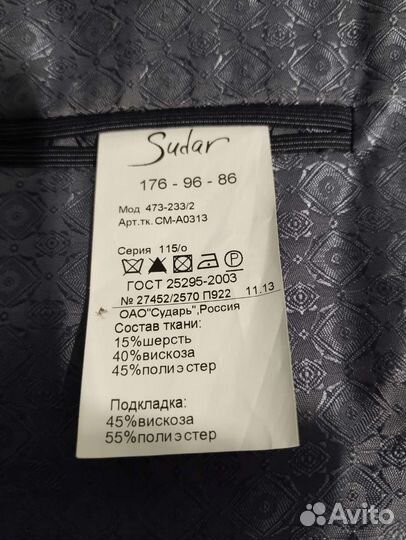 Sudar
176 - 96 - 86
Мод 473-233/2
Арт.тк. СМ-А0313
Серия 115/о
ГОСТ 25295-2003
№ 27452/2570 П922 11.13
ОАО"Сударь",Россия
Состав ткани:
15%шерсть
40%вискоза
45%полиэстер
Подкладка:
45%вискоза
55%полиэстер
Avito